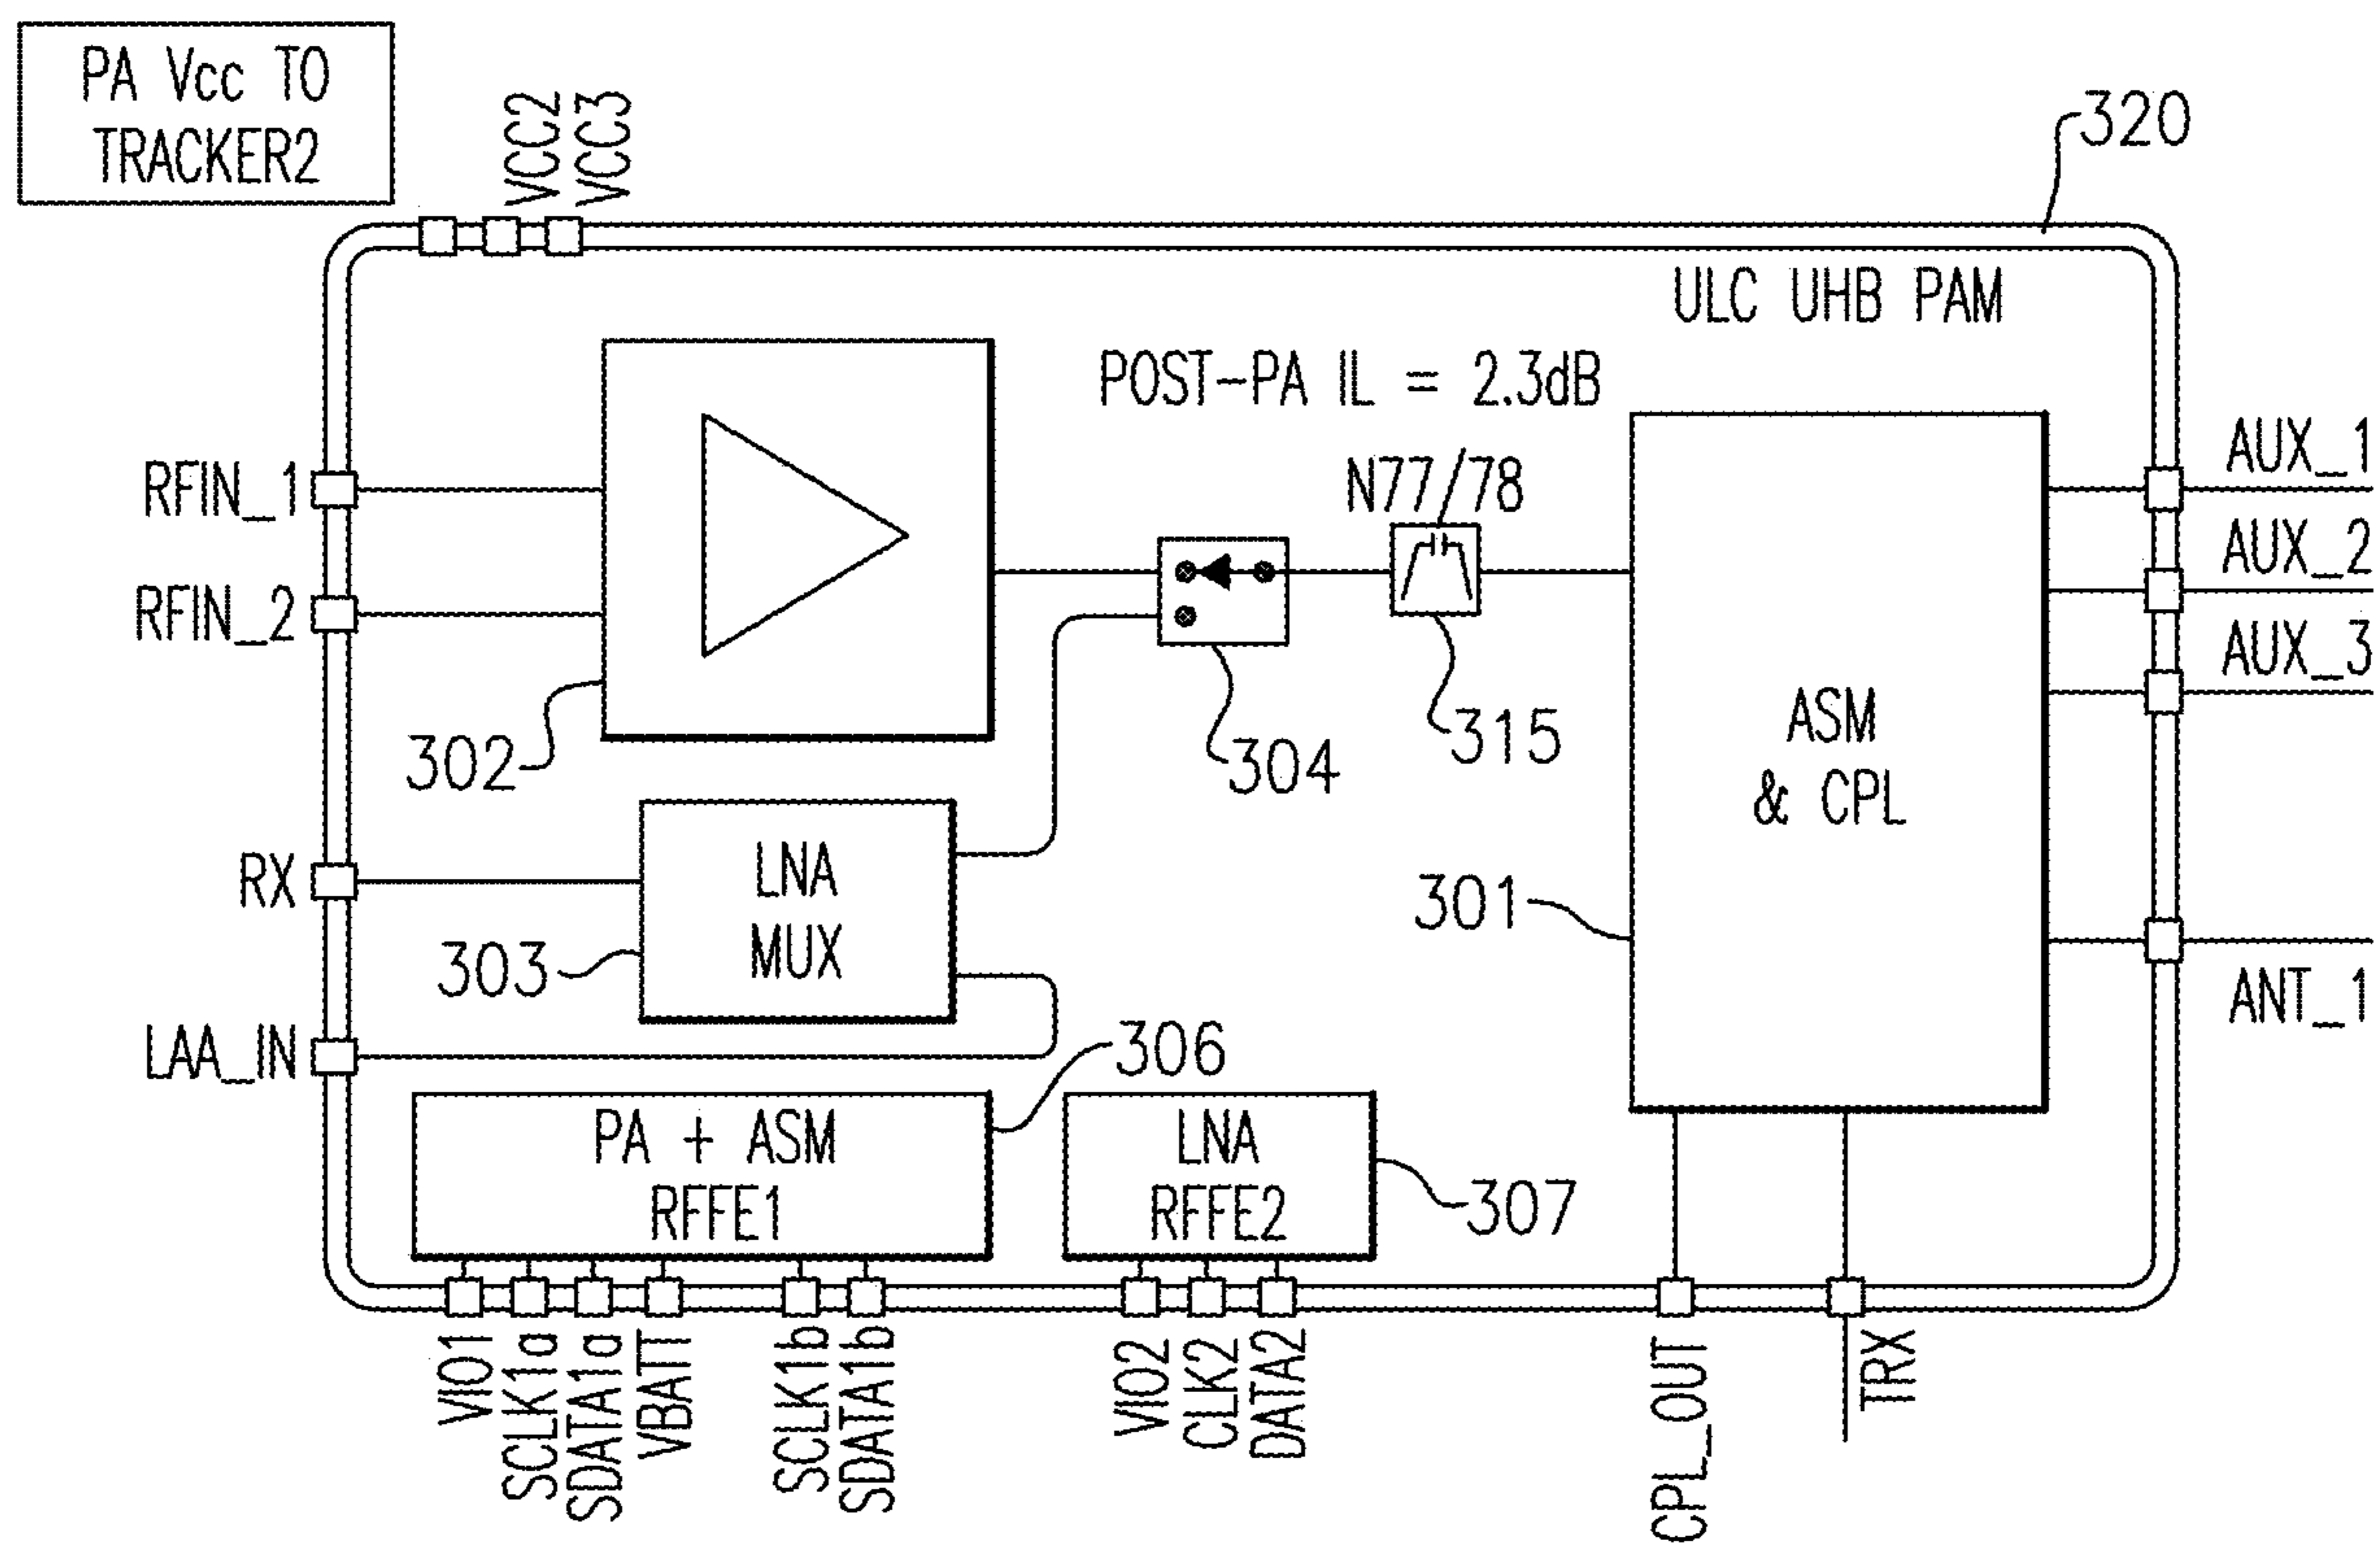 PA Vcc TO
TRACKER2
VCC2
VCC3
320
ULC UHB PAM
POST-PA IL = 2.3dB
N77/78
RFIN_1
RFIN_2
302
304
315
ASM
& CPL
301
AUX_1
AUX_2
AUX_3
ANT_1
RX
LNA
MUX
303
LAA_IN
306
PA + ASM
RFFE1
LNA
RFFE2
307
VIO1
SCLK1a
SDATA1a
VBATT
SCLK1b
SDATA1b
VIO2
CLK2
DATA2
CPL_OUT
TRX